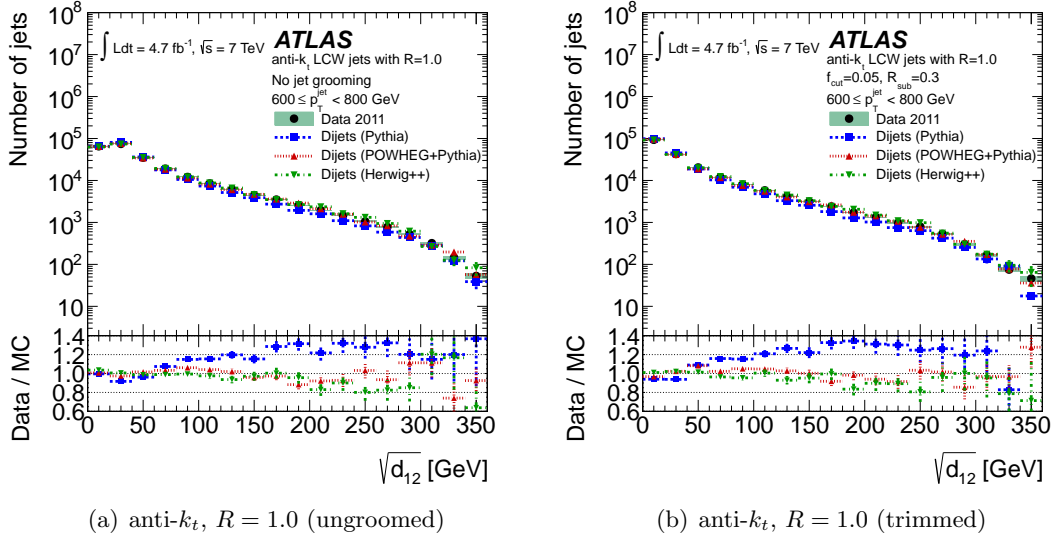 Number of jets
10^8
10^7
10^6
10^5
10^4
10^3
10^2
10
∫ Ldt = 4.7 fb^-1, √s = 7 TeV
ATLAS
anti-k_t LCW jets with R=1.0
No jet grooming
600 ≤ p_T^jet < 800 GeV
Data 2011
Dijets (Pythia)
Dijets (POWHEG+Pythia)
Dijets (Herwig++)
Data / MC
1.4
1.2
1.0
0.8
0.6
0 50 100 150 200 250 300 350
√d_12 [GeV]
(a) anti-k_t, R = 1.0 (ungroomed)
Number of jets
10^8
10^7
10^6
10^5
10^4
10^3
10^2
10
∫ Ldt = 4.7 fb^-1, √s = 7 TeV
ATLAS
anti-k_t LCW jets with R=1.0
f_cut=0.05, R_sub=0.3
600 ≤ p_T^jet < 800 GeV
Data 2011
Dijets (Pythia)
Dijets (POWHEG+Pythia)
Dijets (Herwig++)
Data / MC
1.4
1.2
1.0
0.8
0.6
0 50 100 150 200 250 300 350
√d_12 [GeV]
(b) anti-k_t, R = 1.0 (trimmed)